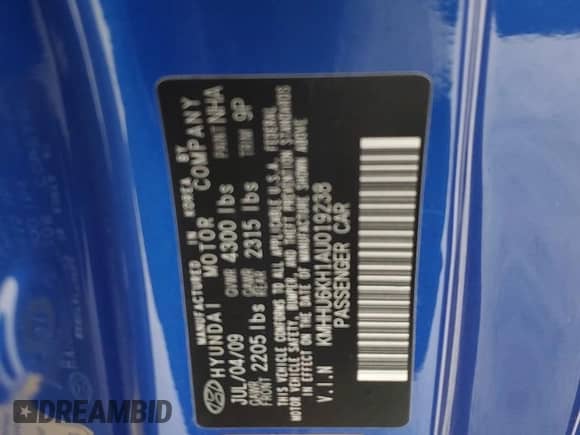 MANUFACTURED IN KOREA BY
HYUNDAI MOTOR COMPANY
JUL/04/09 GVWR 4300 lbs PAINT NHA
GAWR FRONT 2205 lbs GAWR REAR 2315 lbs TRIM 9P
THIS VEHICLE CONFORMS TO ALL APPLICABLE U.S.A. FEDERAL
MOTOR VEHICLE SAFETY, BUMPER, AND THEFT PREVENTION STANDARDS
IN EFFECT ON THE DATE OF MANUFACTURE SHOWN ABOVE
V.I.N KMHHU6KH1AU019238
PASSENGER CAR
DREAMBID